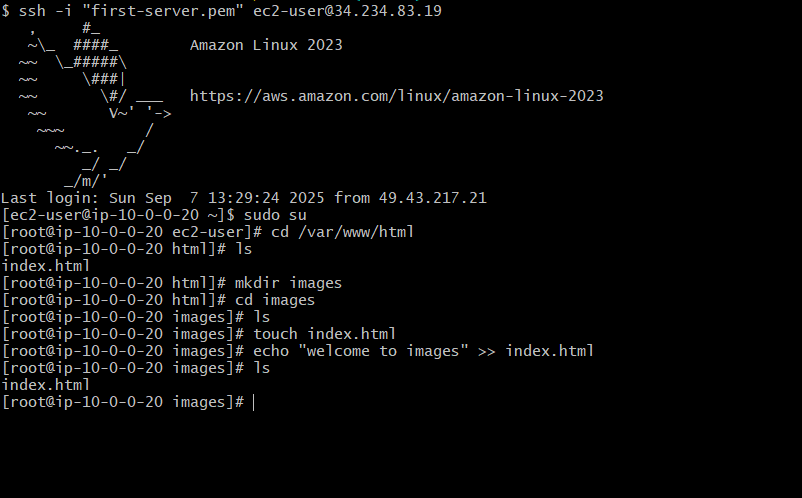 $ ssh -i "first-server.pem" ec2-user@34.234.83.19
   ,     #_
   ~\_  ####_        Amazon Linux 2023
  ~~  \_#####\
  ~~     \###|
  ~~       \#/ ___   https://aws.amazon.com/linux/amazon-linux-2023
   ~~       V~' '->
    ~~~         /
      ~~._.   _/
         _/ _/
       _/m/'
Last login: Sun Sep  7 13:29:24 2025 from 49.43.217.21
[ec2-user@ip-10-0-0-20 ~]$ sudo su
[root@ip-10-0-0-20 ec2-user]# cd /var/www/html
[root@ip-10-0-0-20 html]# ls
index.html
[root@ip-10-0-0-20 html]# mkdir images
[root@ip-10-0-0-20 html]# cd images
[root@ip-10-0-0-20 images]# ls
[root@ip-10-0-0-20 images]# touch index.html
[root@ip-10-0-0-20 images]# echo "welcome to images" >> index.html
[root@ip-10-0-0-20 images]# ls
index.html
[root@ip-10-0-0-20 images]#